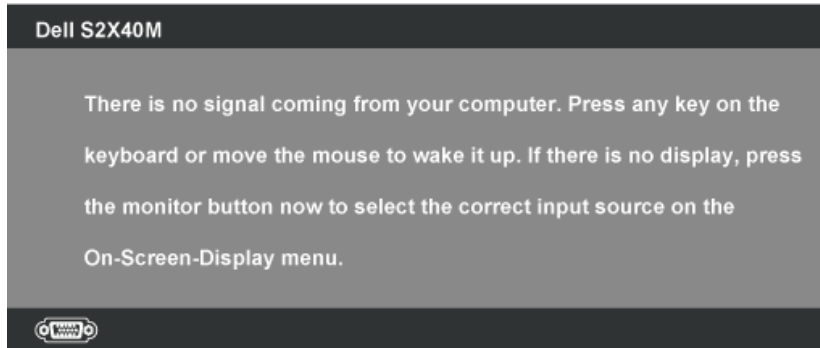 Dell S2X40M
There is no signal coming from your computer. Press any key on the
keyboard or move the mouse to wake it up. If there is no display, press
the monitor button now to select the correct input source on the
On-Screen-Display menu.